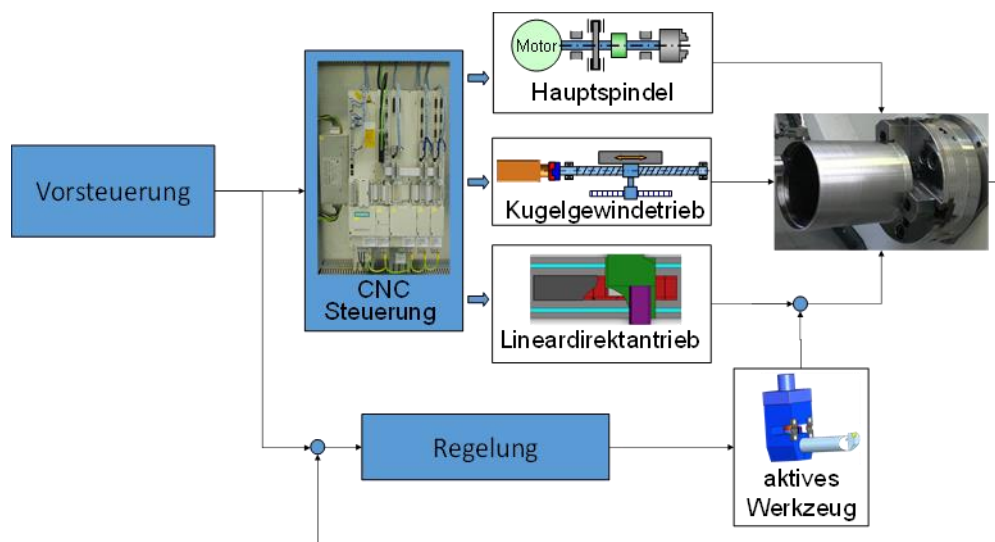 Motor
Hauptspindel
Vorsteuerung
Kugelgewindetrieb
CNC
Steuerung
Lineardirektantrieb
Regelung
aktives
Werkzeug